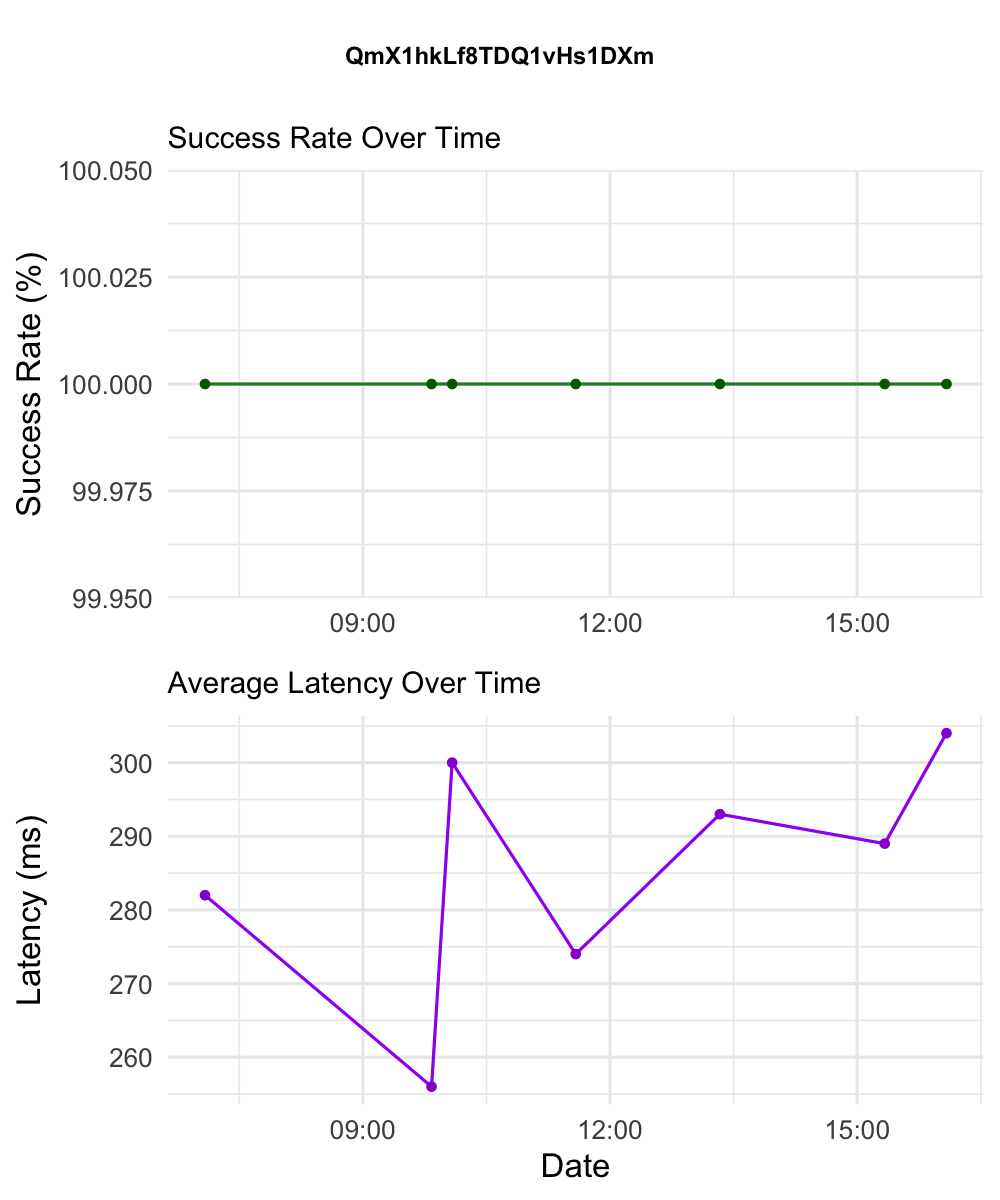 QmX1hkLf8TDQ1vHs1DXm
Success Rate Over Time
Success Rate (%)
100.050
100.025
100.000
99.975
99.950
09:00 12:00 15:00
Average Latency Over Time
Latency (ms)
300
290
280
270
260
09:00 12:00 15:00
Date